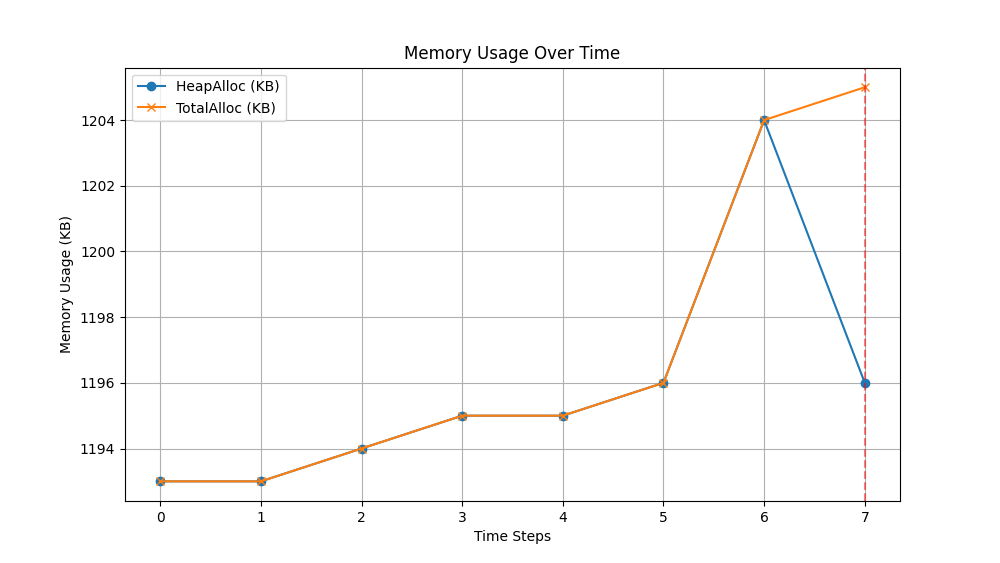 Memory Usage Over Time
HeapAlloc (KB)
TotalAlloc (KB)
Memory Usage (KB)
1204
1202
1200
1198
1196
1194
0 1 2 3 4 5 6 7
Time Steps